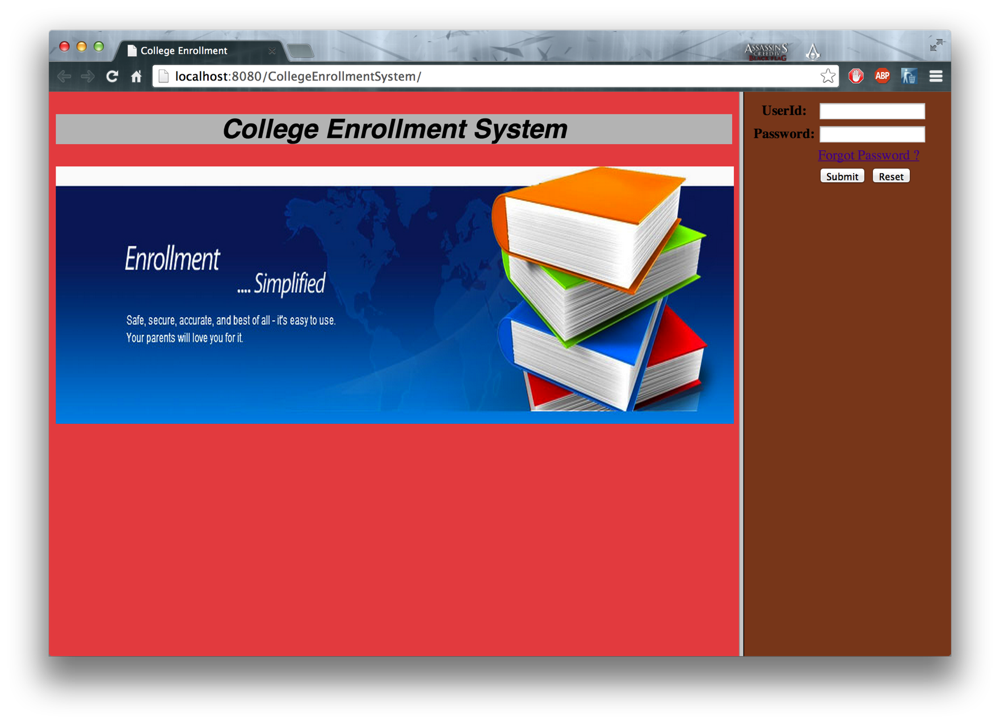 College Enrollment
ASSASSIN'S
CREED IV
BLACK FLAG
localhost:8080/CollegeEnrollmentSystem/
ABP
College Enrollment System
UserId:
Password:
Forgot Password ?
Submit Reset
Enrollment
.... Simplified
Safe, secure, accurate, and best of all - it's easy to use.
Your parents will love you for it.